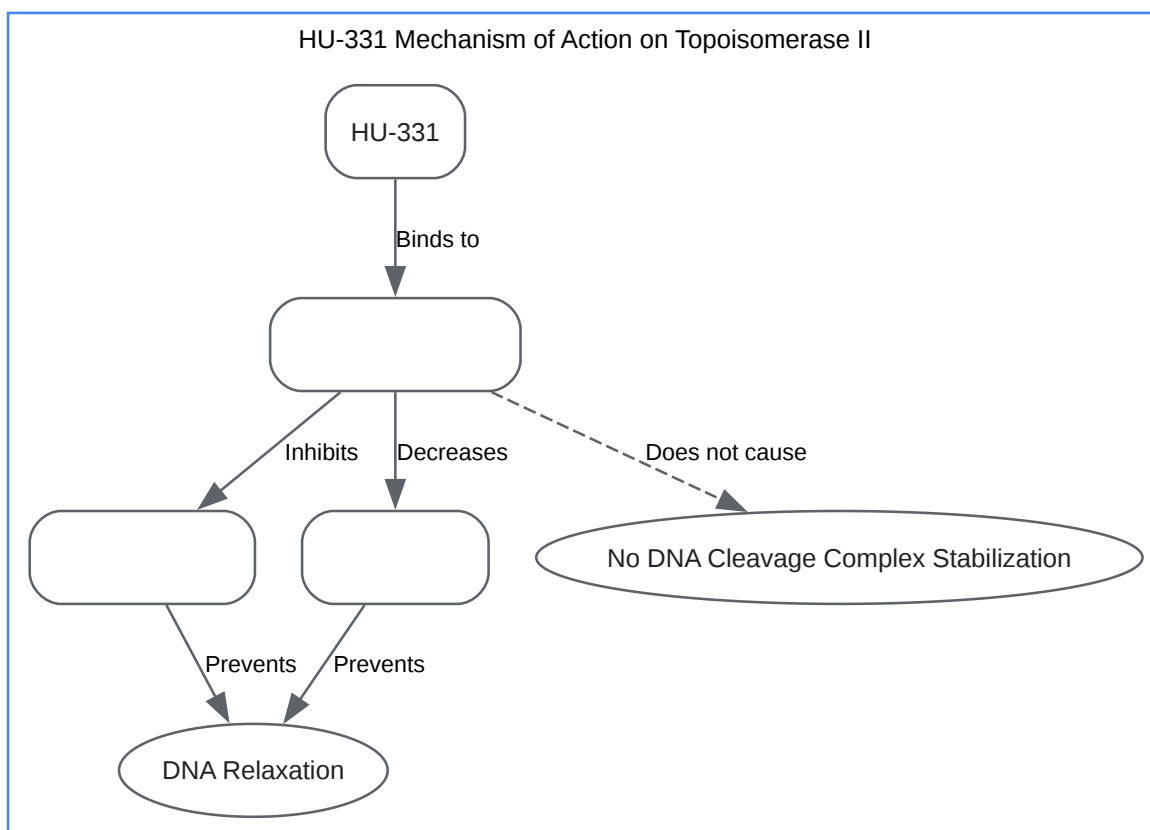 HU-331 Mechanism of Action on Topoisomerase II
HU-331
Binds to
Inhibits
Decreases
Does not cause
No DNA Cleavage Complex Stabilization
Prevents
Prevents
DNA Relaxation